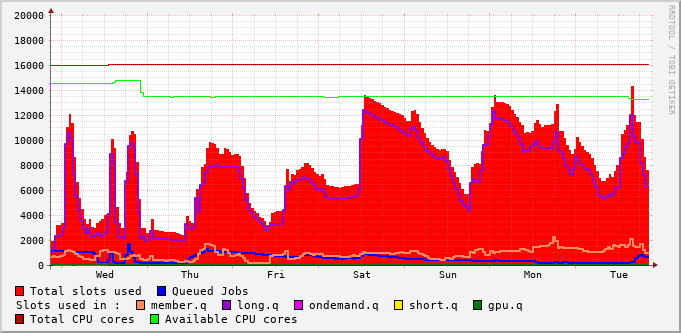 RRDTOOL / TOBI OETIKER
20000
18000
16000
14000
12000
10000
8000
6000
4000
2000
0
Wed Thu Fri Sat Sun Mon Tue
Total slots used Queued Jobs
Slots used in : member.q long.q ondemand.q short.q gpu.q
Total CPU cores Available CPU cores